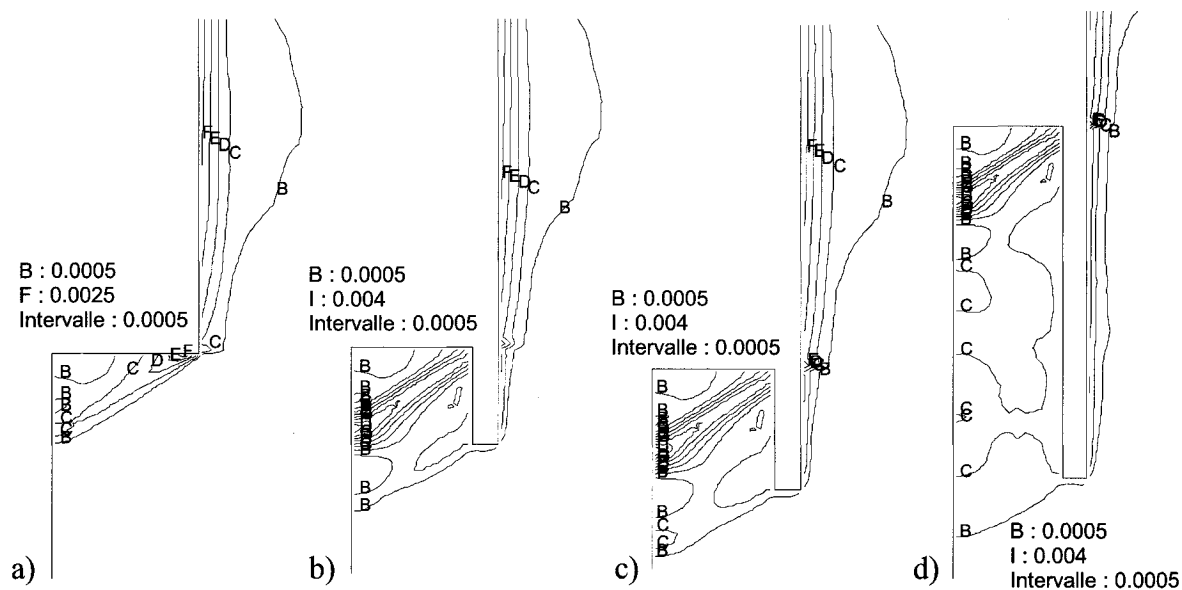 F E D C
B
B : 0.0005
F : 0.0025
Intervalle : 0.0005
C
C D E F
B
B
B
C
B
a)
F E D C
B
B : 0.0005
I : 0.004
Intervalle : 0.0005
B
B
B
B
B
b)
F E D C
B
B : 0.0005
I : 0.004
Intervalle : 0.0005
B
B
B
B
B
C
C
B
c)
D C B
B
B
B
B
C
C
C
C
C
B
B : 0.0005
I : 0.004
Intervalle : 0.0005
d)